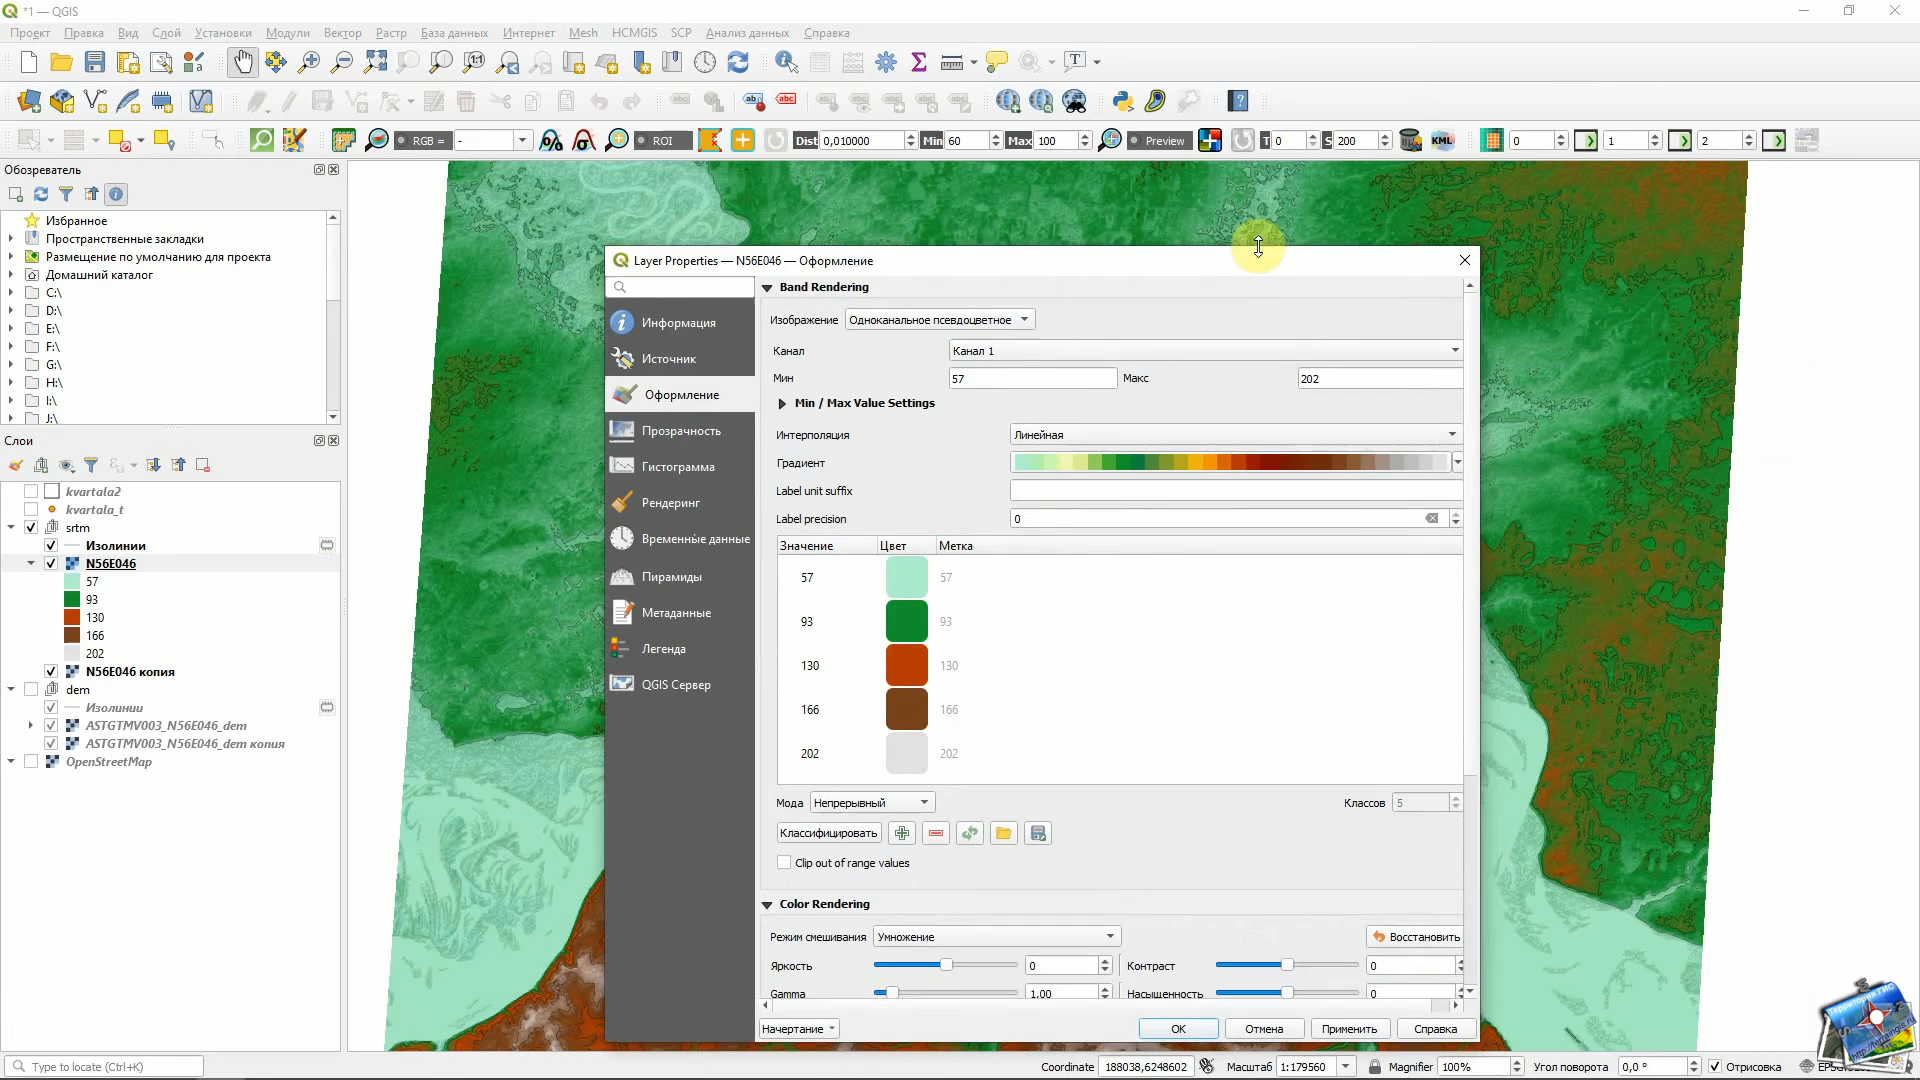 *1 — QGIS
Проект Правка Вид Слой Установки Модули Вектор Растр База данных Интернет Mesh HCMGIS SCP Анализ данных Справка
RGB = - ROI Dist 0,010000 Min 60 Max 100 Preview T 0 S 200 KML 0 1 2
Обозреватель
Избранное
Пространственные закладки
Размещение по умолчанию для проекта
Домашний каталог
C:\
D:\
E:\
F:\
G:\
H:\
I:\
J:\
Слои
kvartala2
kvartala_t
srtm
Изолинии
N56E046
57
93
130
166
202
N56E046 копия
dem
Изолинии
ASTGTMV003_N56E046_dem
ASTGTMV003_N56E046_dem копия
OpenStreetMap
Layer Properties — N56E046 — Оформление
Информация
Источник
Оформление
Прозрачность
Гистограмма
Рендеринг
Временные данные
Пирамиды
Метаданные
Легенда
QGIS Сервер
Band Rendering
Изображение Одноканальное псевдоцветное
Канал Канал 1
Мин 57 Макс 202
Min / Max Value Settings
Интерполяция Линейная
Градиент
Label unit suffix
Label precision 0
Значение Цвет Метка
57 57
93 93
130 130
166 166
202 202
Мода Непрерывный Классов 5
Классифицировать
Clip out of range values
Color Rendering
Режим смешивания Умножение Восстановить
Яркость 0 Контраст 0
Gamma 1,00 Насыщенность 0
Начертание OK Отмена Применить Справка
Type to locate (Ctrl+K) Coordinate 188038,6248602 Масштаб 1:179560 Magnifier 100% Угол поворота 0,0 ° Отрисовка